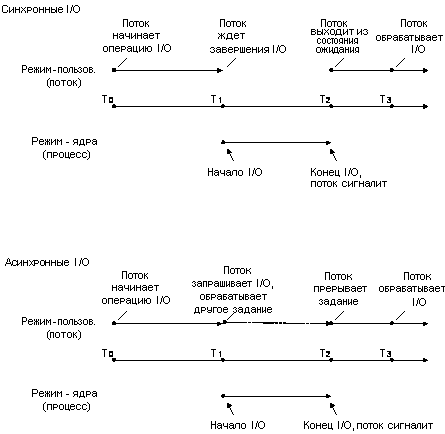 Синхронные I/O
Поток
начинает
операцию I/O
Поток
ждет
завершения I/O
Поток
выходит из
состояния
ожидания
Поток
обрабатывает
I/O
Режим-пользов.
(поток)
T0
T1
T2
T3
Режим - ядра
(процесс)
Начало I/O
Конец I/O,
поток сигналит
Асинхронные I/O
Поток
начинает
операцию I/O
Поток
запрашивает I/O,
обрабатывает
другое задание
Поток
прерывает
задание
Поток
обрабатывает
I/O
Режим-пользов.
(поток)
T0
T1
T2
T3
Режим - ядра
(процесс)
Начало I/O
Конец I/O, поток сигналит